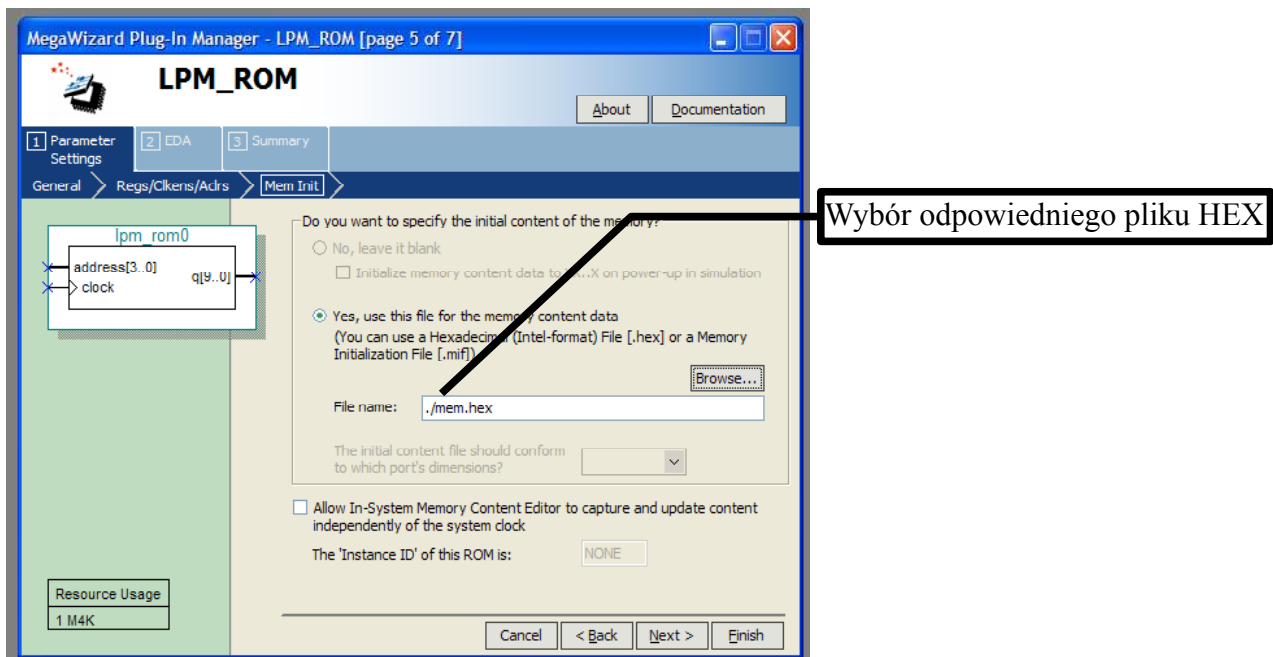 MegaWizard Plug-In Manager - LPM_ROM [page 5 of 7]
LPM_ROM
About
Documentation
1 Parameter Settings
2 EDA
3 Summary
General
Regs/Clkens/Aclrs
Mem Init
Wybór odpowiedniego pliku HEX
lpm_rom0
address[3..0]
q[9..0]
clock
Do you want to specify the initial content of the memory?
No, leave it blank
Initialize memory content data to XX..X on power-up in simulation
Yes, use this file for the memory content data
(You can use a Hexadecimal (Intel-format) File [.hex] or a Memory
Initialization File [.mif])
Browse...
File name:
./mem.hex
The initial content file should conform
to which port's dimensions?
Allow In-System Memory Content Editor to capture and update content
independently of the system clock
The 'Instance ID' of this ROM is:
NONE
Resource Usage
1 M4K
Cancel
< Back
Next >
Finish